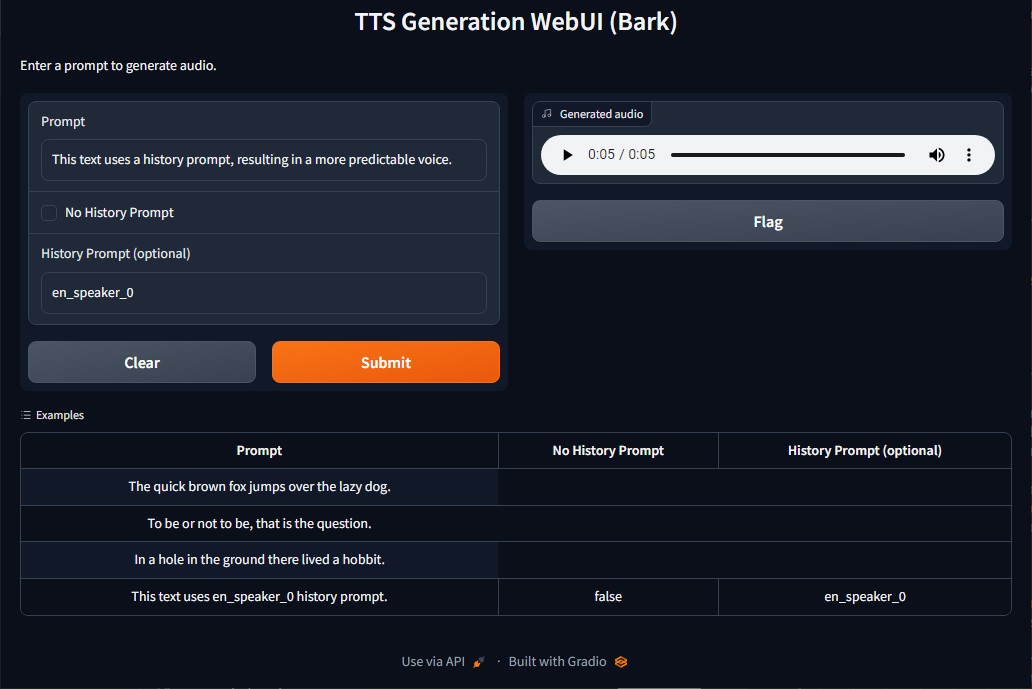 TTS Generation WebUI (Bark)
Enter a prompt to generate audio.
Prompt
This text uses a history prompt, resulting in a more predictable voice.
No History Prompt
History Prompt (optional)
en_speaker_0
Clear
Submit
Generated audio
0:05 / 0:05
Flag
Examples
Prompt No History Prompt History Prompt (optional)
The quick brown fox jumps over the lazy dog.
To be or not to be, that is the question.
In a hole in the ground there lived a hobbit.
This text uses en_speaker_0 history prompt. false en_speaker_0
Use via API · Built with Gradio